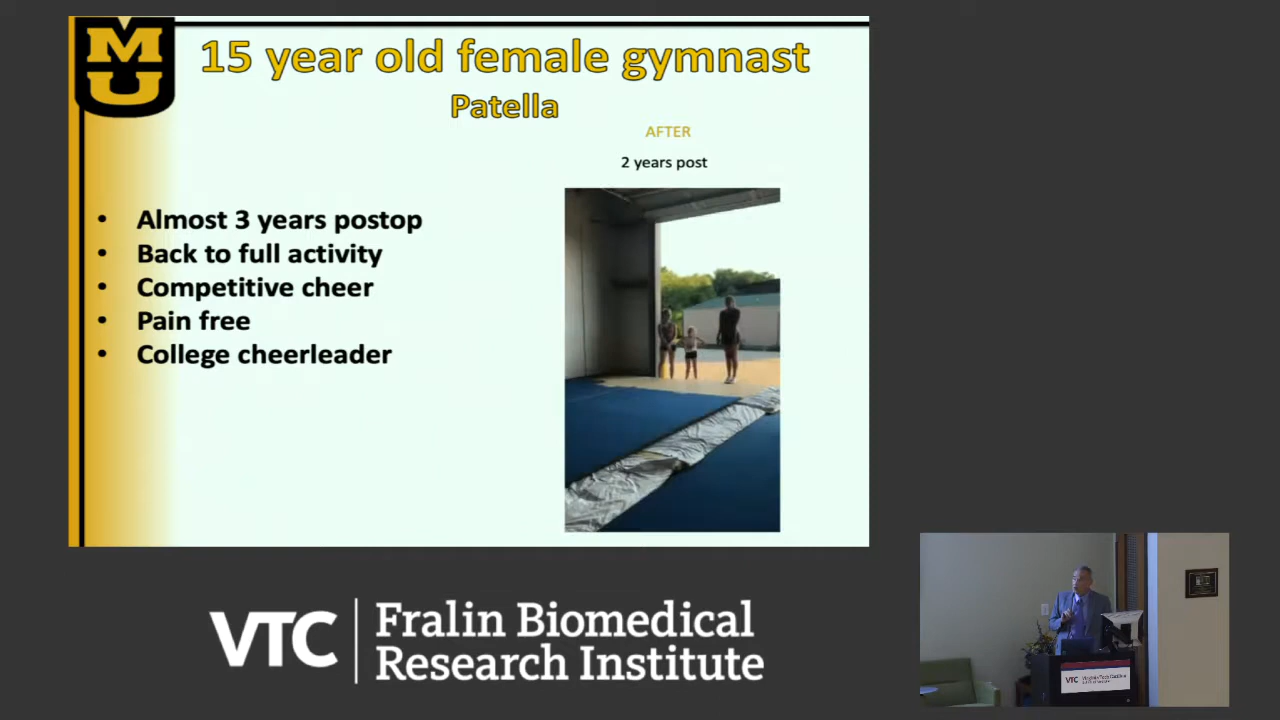 MU
15 year old female gymnast
Patella
AFTER
2 years post
• Almost 3 years postop
• Back to full activity
• Competitive cheer
• Pain free
• College cheerleader
VTC Fralin Biomedical
Research Institute
VTC